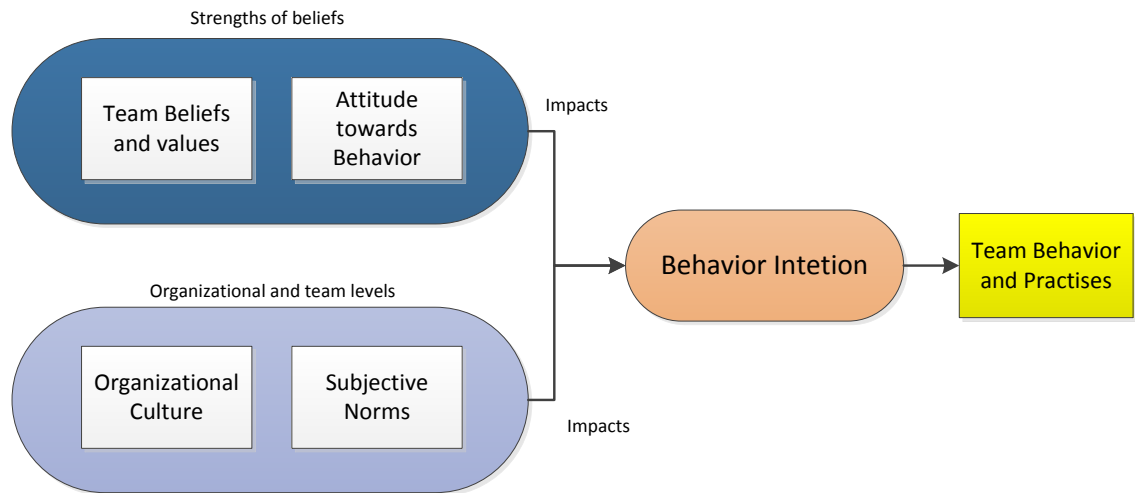 Strengths of beliefs
Team Beliefs
and values
Attitude
towards
Behavior
Impacts
Organizational and team levels
Organizational
Culture
Subjective
Norms
Impacts
Behavior Intetion
Team Behavior
and Practises